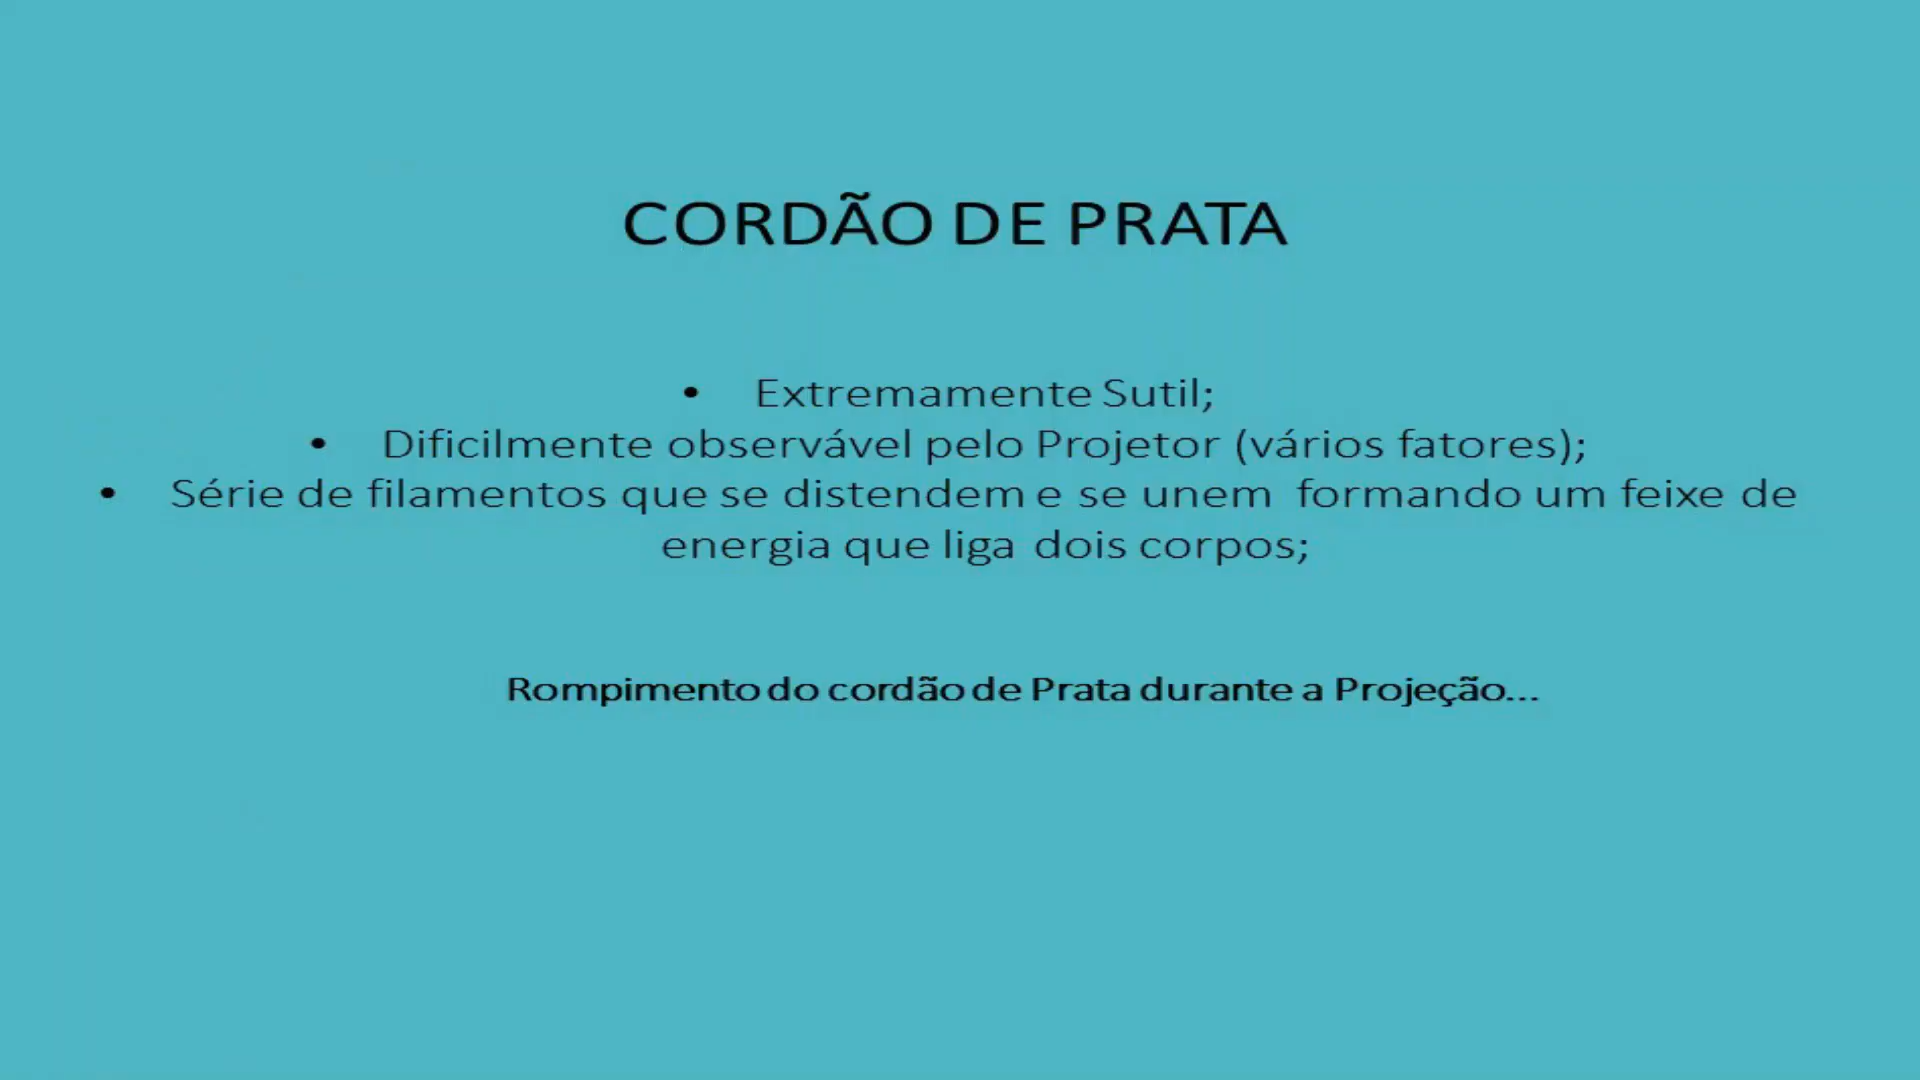 CORDÃO DE PRATA
• Extremamente Sutil;
• Dificilmente observável pelo Projetor (vários fatores);
• Série de filamentos que se distendem e se unem formando um feixe de
energia que liga dois corpos;
Rompimento do cordão de Prata durante a Projeção...